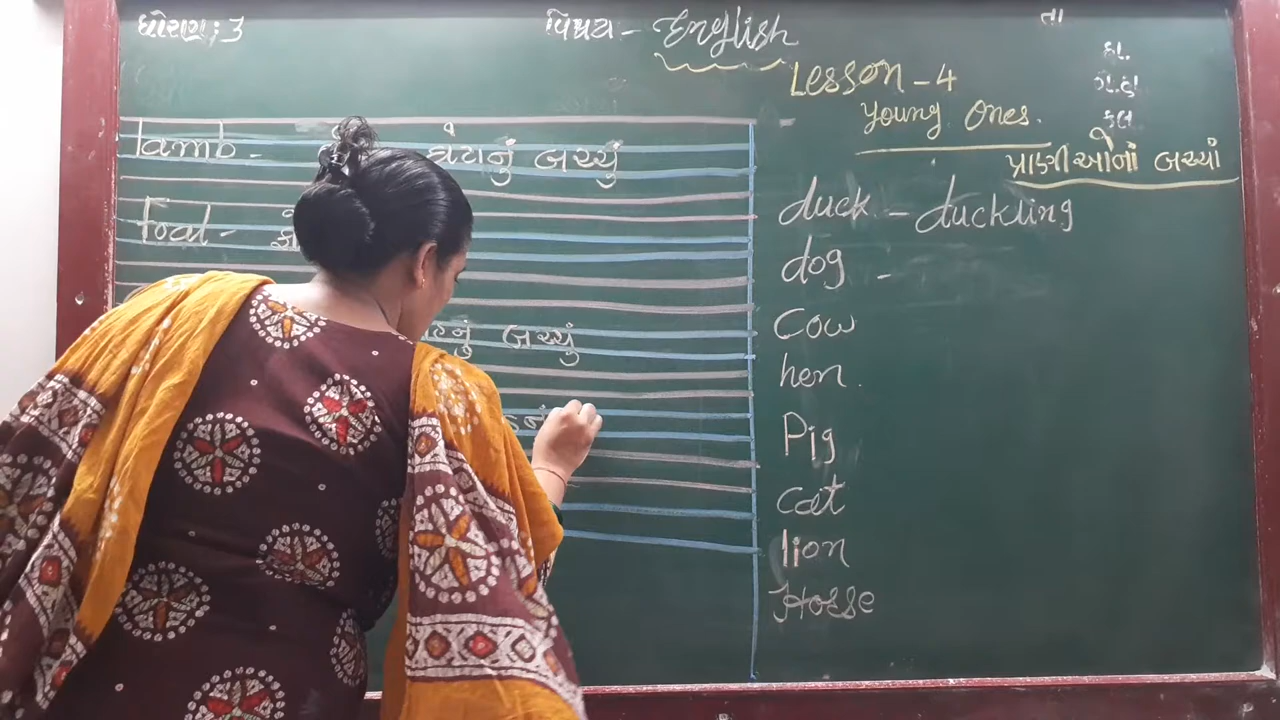 ધોરણ: 3
વિષય - English
તા
Lesson - 4
Young Ones.
પ્રાણીઓનાં બચ્ચાં
lamb - ઘેટાનું બચ્ચું
foal -
બચ્ચું
duck - duckling
dog -
cow
hen.
Pig
cat
lion
Horse